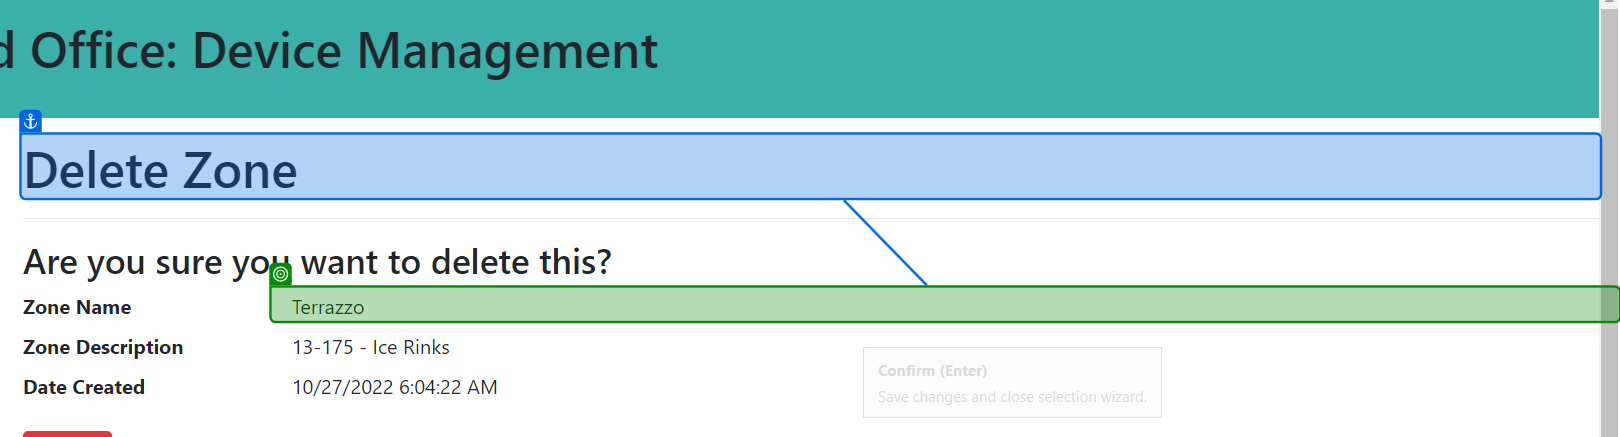 Office: Device Management
Delete Zone
Are you sure you want to delete this?
Zone Name Terrazzo
Zone Description 13-175 - Ice Rinks
Date Created 10/27/2022 6:04:22 AM
Confirm (Enter)
Save changes and close selection wizard.